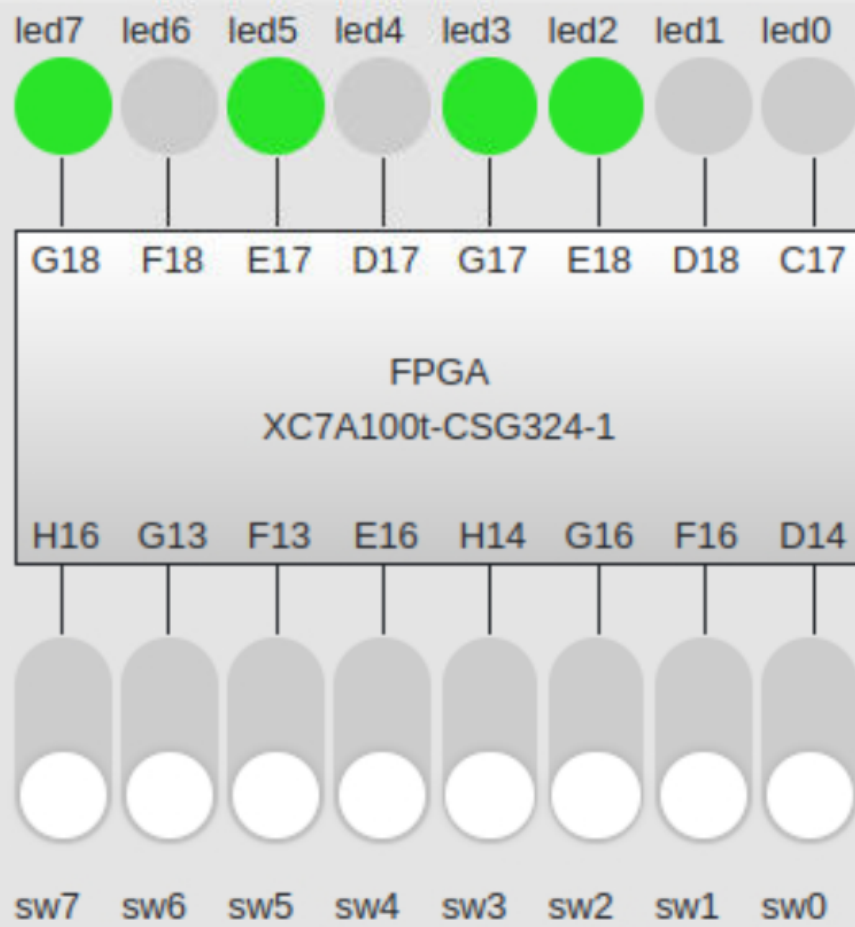 led7 led6 led5 led4 led3 led2 led1 led0
G18 F18 E17 D17 G17 E18 D18 C17
FPGA
XC7A100t-CSG324-1
H16 G13 F13 E16 H14 G16 F16 D14
sw7 sw6 sw5 sw4 sw3 sw2 sw1 sw0